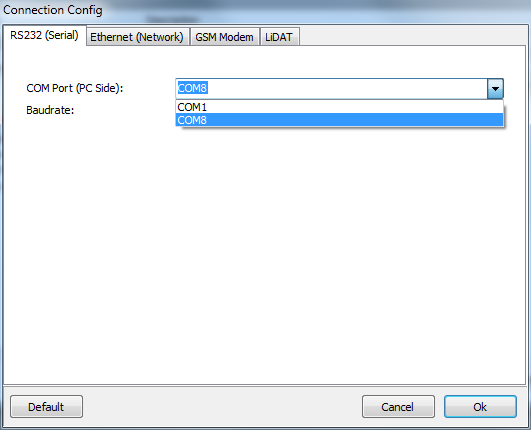 Connection Config
RS232 (Serial) Ethernet (Network) GSM Modem LiDAT
COM Port (PC Side): COM8
COM1
Baudrate:
COM8
Default Cancel Ok